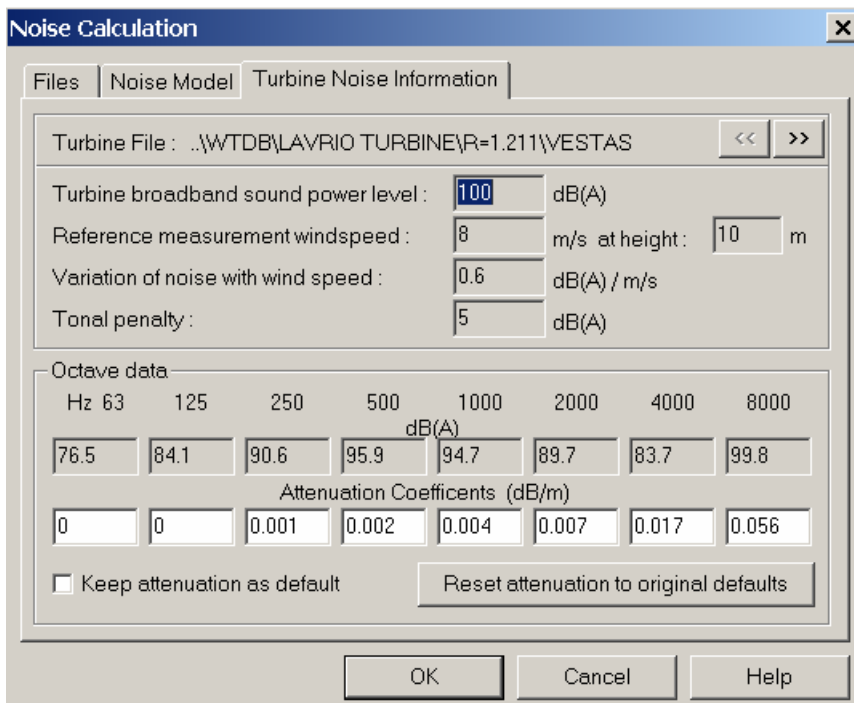 Noise Calculation
Files Noise Model Turbine Noise Information
Turbine File : ..\WTDB\LAVRIO TURBINE\R=1.211\VESTAS << >>
Turbine broadband sound power level : 100 dB(A)
Reference measurement windspeed : 8 m/s at height : 10 m
Variation of noise with wind speed : 0.6 dB(A) / m/s
Tonal penalty : 5 dB(A)
Octave data
Hz 63 125 250 500 1000 2000 4000 8000
dB(A)
76.5 84.1 90.6 95.9 94.7 89.7 83.7 99.8
Attenuation Coefficents (dB/m)
0 0 0.001 0.002 0.004 0.007 0.017 0.056
Keep attenuation as default Reset attenuation to original defaults
OK Cancel Help